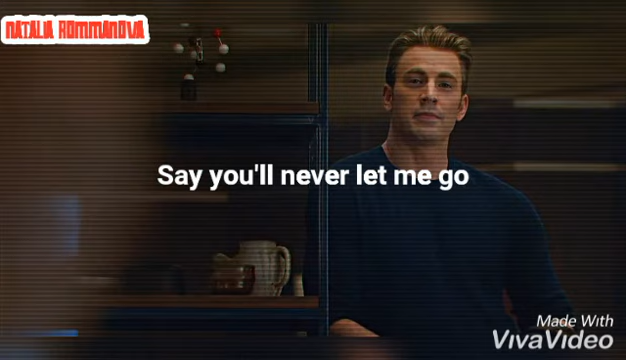 NATALIA ROMMANOVA
Say you'll never let me go
Made With
VivaVideo